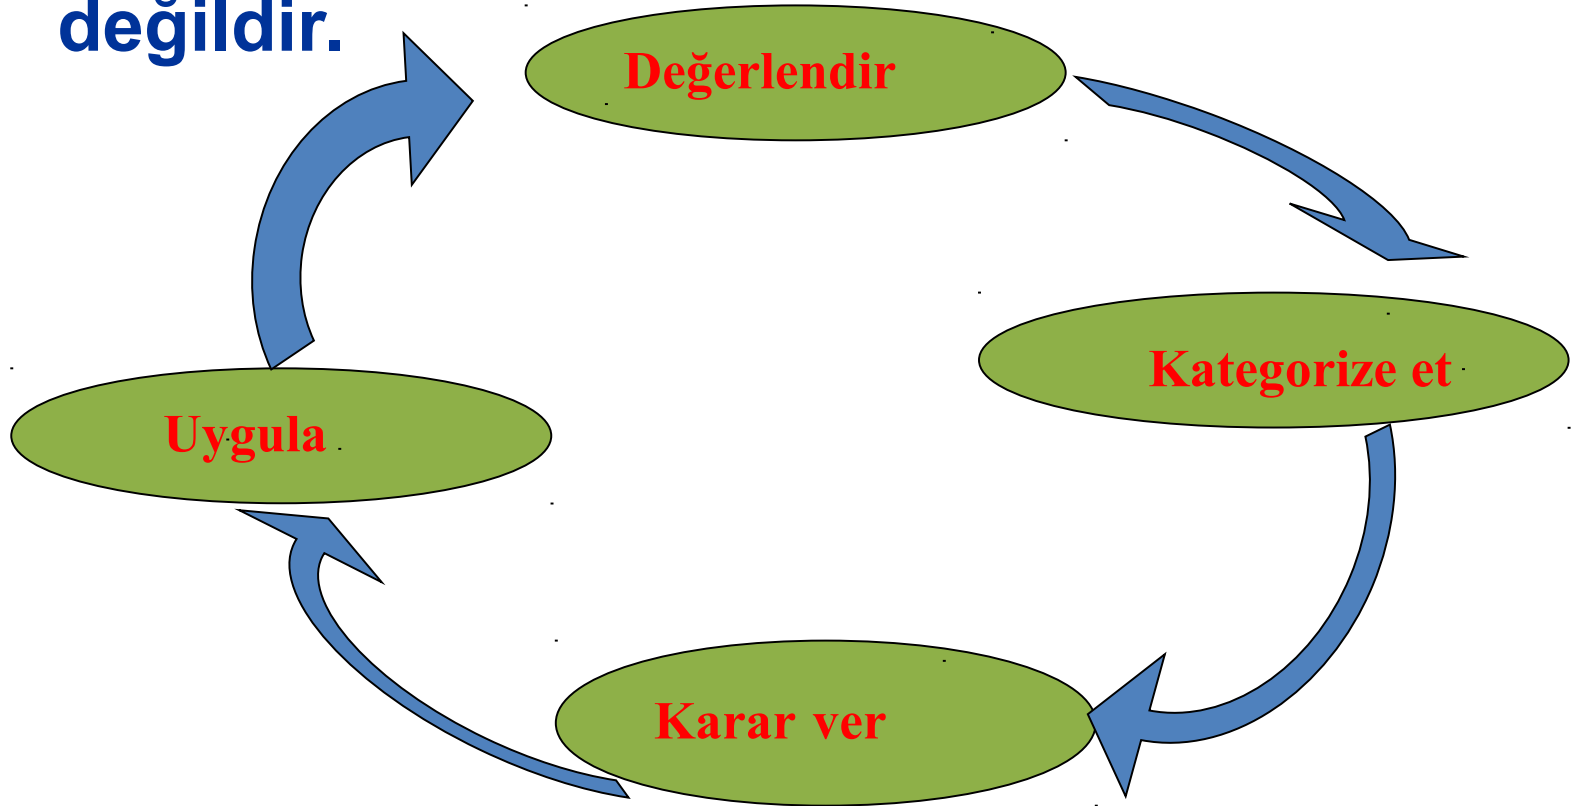 değildir.
Değerlendir
Kategorize et
Uygula
Karar ver